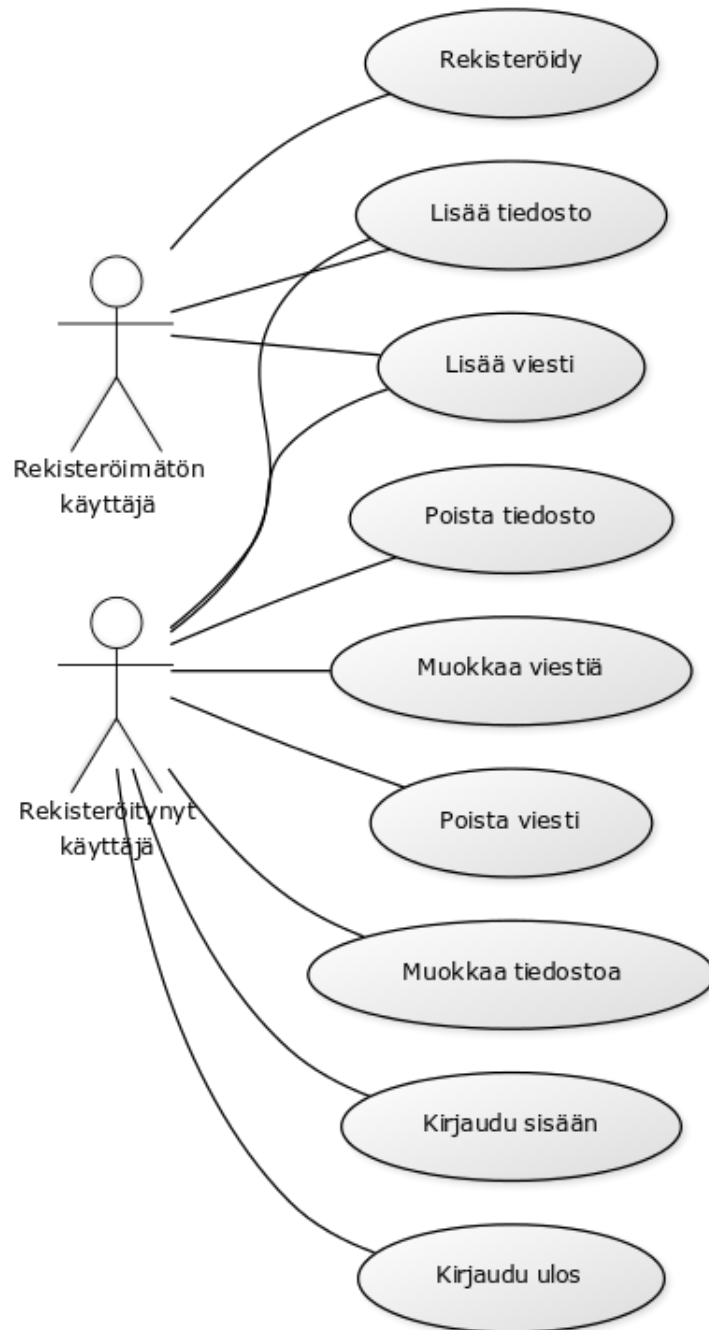 Rekisteröidy
Lisää tiedosto
Lisää viesti
Rekisteröimätön
käyttäjä
Poista tiedosto
Muokkaa viestiä
Rekisteröitynyt
käyttäjä
Poista viesti
Muokkaa tiedostoa
Kirjaudu sisään
Kirjaudu ulos